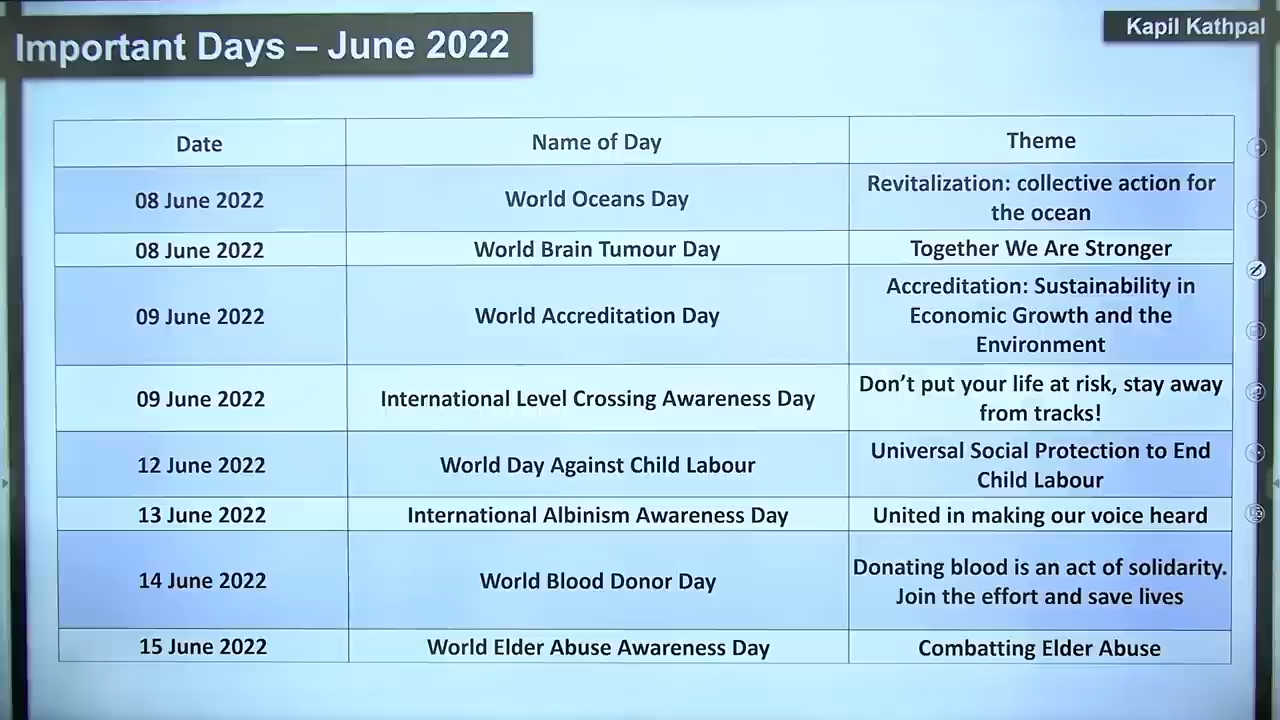 Important Days – June 2022
Kapil Kathpal
Date
Name of Day
Theme
08 June 2022
World Oceans Day
Revitalization: collective action for
the ocean
08 June 2022
World Brain Tumour Day
Together We Are Stronger
09 June 2022
World Accreditation Day
Accreditation: Sustainability in
Economic Growth and the
Environment
09 June 2022
International Level Crossing Awareness Day
Don’t put your life at risk, stay away
from tracks!
12 June 2022
World Day Against Child Labour
Universal Social Protection to End
Child Labour
13 June 2022
International Albinism Awareness Day
United in making our voice heard
14 June 2022
World Blood Donor Day
Donating blood is an act of solidarity.
Join the effort and save lives
15 June 2022
World Elder Abuse Awareness Day
Combatting Elder Abuse